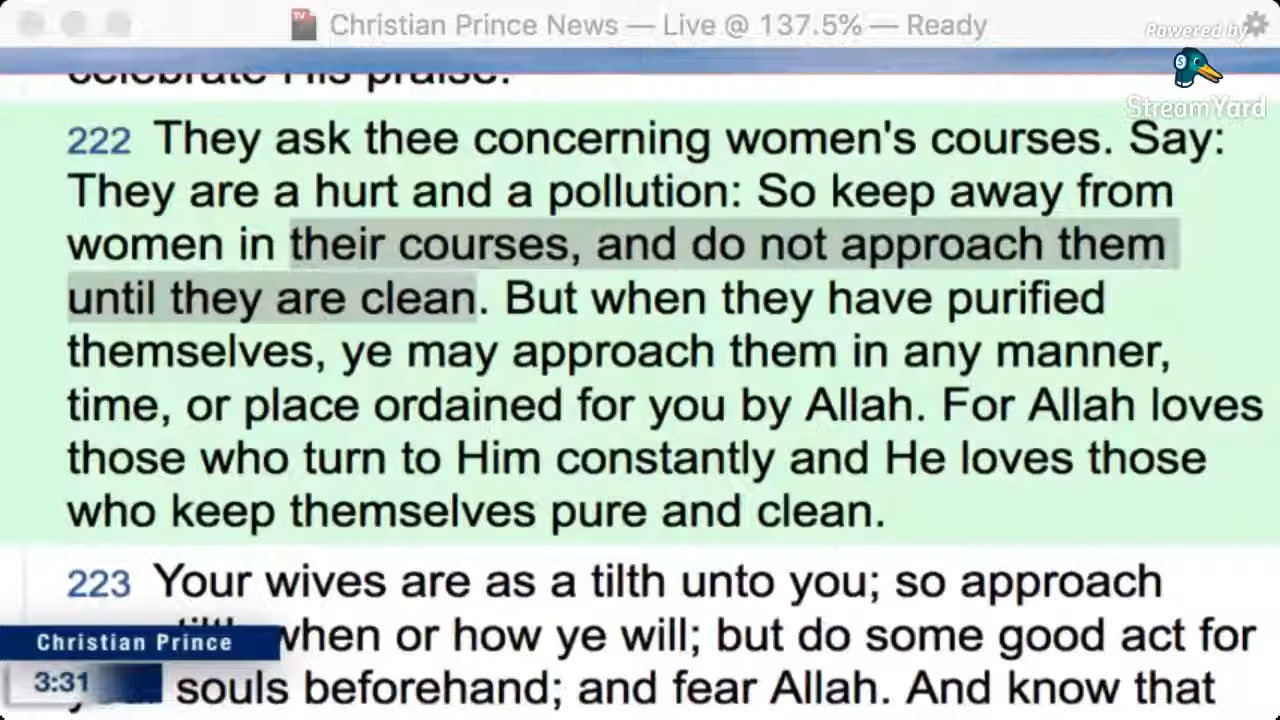 Christian Prince News — Live @ 137.5% — Ready
Powered by
StreamYard
celebrate His praise.
222 They ask thee concerning women's courses. Say:
They are a hurt and a pollution: So keep away from
women in their courses, and do not approach them
until they are clean. But when they have purified
themselves, ye may approach them in any manner,
time, or place ordained for you by Allah. For Allah loves
those who turn to Him constantly and He loves those
who keep themselves pure and clean.
223 Your wives are as a tilth unto you; so approach
when or how ye will; but do some good act for
souls beforehand; and fear Allah. And know that
Christian Prince
3:31